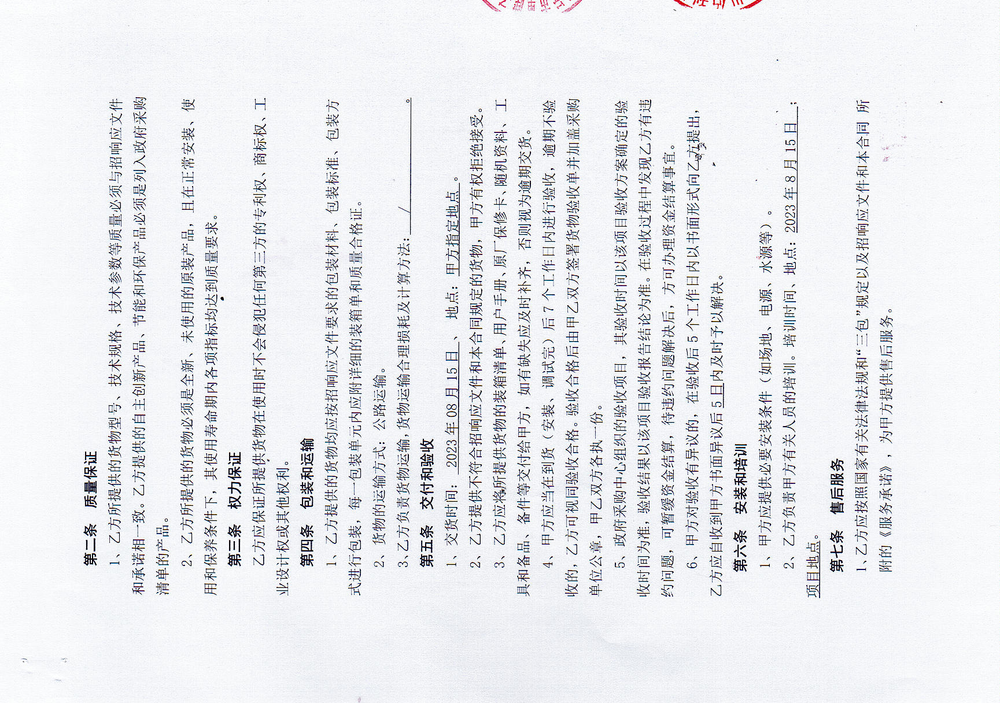 第二条 质量保证
1、乙方所提供的货物型号、技术规格、技术参数等质量必须与招响应文件
和承诺相一致。乙方提供的自主创新产品、节能和环保产品必须是列入政府采购
清单的产品。
2、乙方所提供的货物必须是全新、未使用的原装产品，且在正常安装、使
用和保养条件下，其使用寿命期内各项指标均达到质量要求。
第三条 权力保证
乙方应保证所提供货物在使用时不会侵犯任何第三方的专利权、商标权、工
业设计权或其他权利。
第四条 包装和运输
1、乙方提供的货物均应按招响应文件要求的包装材料、包装标准、包装方
式进行包装，每一包装单元内应附详细的装箱单和质量合格证。
2、货物的运输方式：公路运输。
3、乙方负责货物运输,货物运输合理损耗及计算方法: / 。
第五条 交付和验收
1、交货时间：2023年08月15日、地点：甲方指定地点。
2、乙方提供不符合招响应文件和本合同规定的货物，甲方有权拒绝接受。
3、乙方应将所提供货物的装箱清单、用户手册、原厂保修卡、随机资料、工
具和备品、备件等交付给甲方，如有缺失应及时补齐，否则视为逾期交货。
4、甲方应当在到货（安装、调试完）后7个工作日内进行验收，逾期不验
收的，乙方可视同验收合格。验收合格后由甲乙双方签署货物验收单并加盖采购
单位公章，甲乙双方各执一份。
5、政府采购中心组织的验收项目，其验收时间以该项目验收方案确定的验
收时间为准，验收结果以该项目验收报告结论为准。在验收过程中发现乙方有违
约问题，可暂缓资金结算，待违约问题解决后，方可办理资金结算事宜。
6、甲方对验收有异议的，在验收后5个工作日内以书面形式向乙方提出，
乙方应自收到甲方书面异议后5日内及时予以解决。
第六条 安装和培训
1、甲方应提供必要安装条件（如场地、电源、水源等）。
2、乙方负责甲方有关人员的培训。培训时间、地点：2023年8月15日；
项目地点。
第七条 售后服务
1、乙方应按照国家有关法律法规和“三包”规定以及招响应文件和本合同 所
附的《服务承诺》，为甲方提供售后服务。